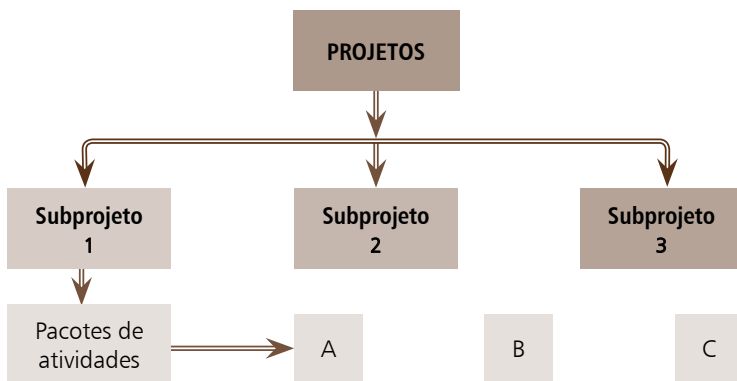 PROJETOS
Subprojeto
1
Subprojeto
2
Subprojeto
3
Pacotes de
atividades
A
B
C